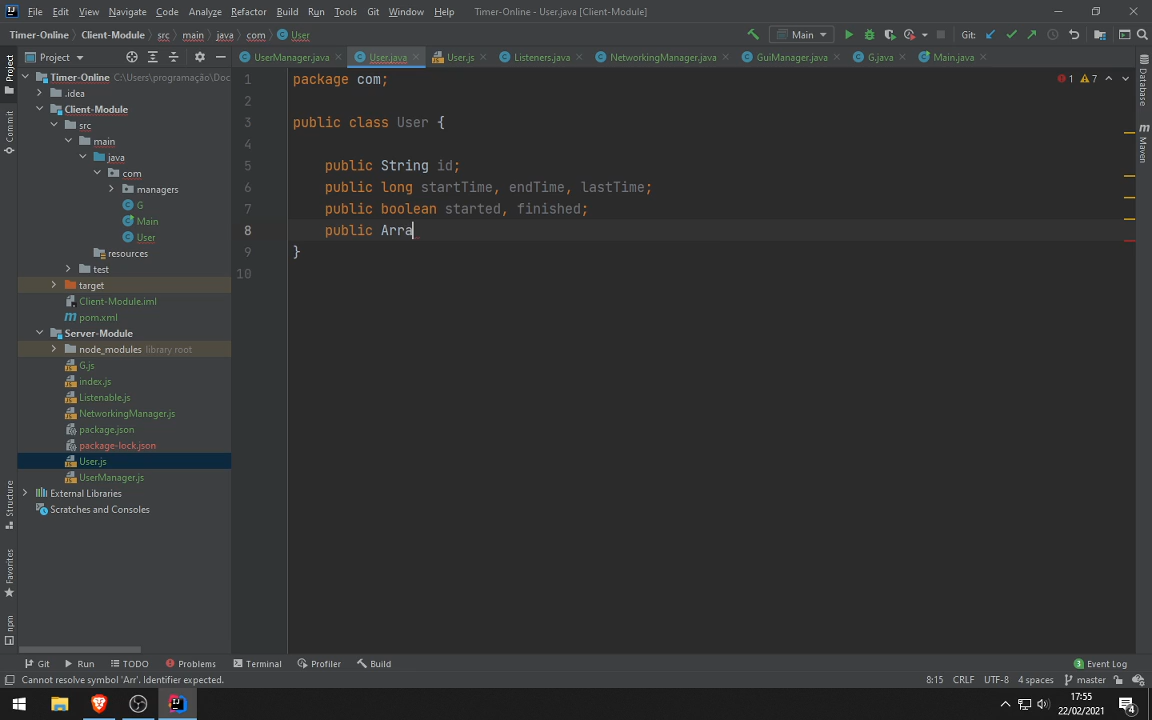 File Edit View Navigate Code Analyze Refactor Build Run Tools Git Window Help Timer-Online - User.java [Client-Module]
Timer-Online Client-Module src main java com User Main Git:
Project UserManager.java User.java User.js Listeners.java NetworkingManager.java GuiManager.java G.java Main.java
Timer-Online C:\Users\programação\Doc
.idea
Client-Module
src
main
java
com
managers
G
Main
User
resources
test
target
Client-Module.iml
pom.xml
Server-Module
node_modules library root
G.js
index.js
Listenable.js
NetworkingManager.js
package.json
package-lock.json
User.js
UserManager.js
External Libraries
Scratches and Consoles
1 package com;
2
3 public class User {
4
5 public String id;
6 public long startTime, endTime, lastTime;
7 public boolean started, finished;
8 public Arra
9 }
10
1 7
Project
Commit
Structure
Favorites
npm
Database
Maven
Git Run TODO Problems Terminal Profiler Build 3 Event Log
Cannot resolve symbol 'Arr'. Identifier expected. 8:15 CRLF UTF-8 4 spaces master
17:55
22/02/2021
4